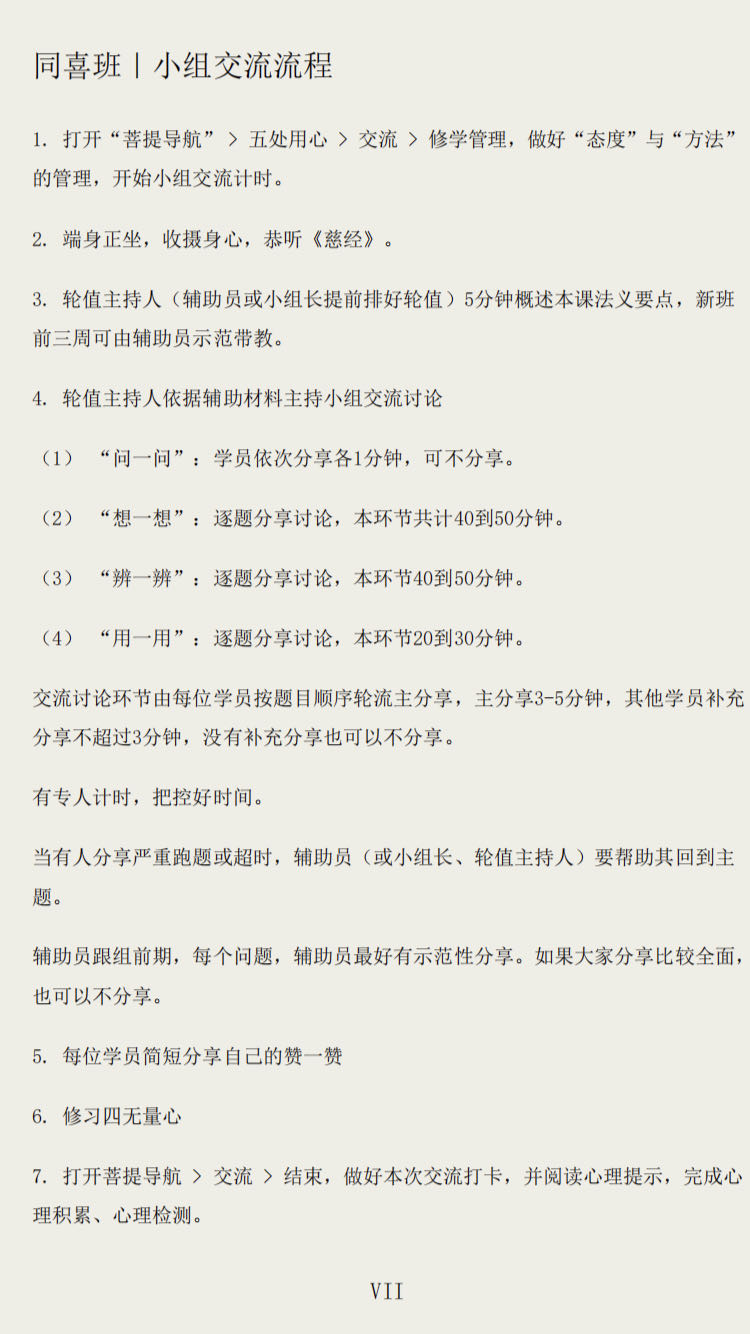 同喜班｜小组交流流程
1. 打开“菩提导航” > 五处用心 > 交流 > 修学管理，做好“态度”与“方法”
的管理，开始小组交流计时。
2. 端身正坐，收摄身心，恭听《慈经》。
3. 轮值主持人（辅助员或小组长提前排好轮值）5分钟概述本课法义要点，新班
前三周可由辅助员示范带教。
4. 轮值主持人依据辅助材料主持小组交流讨论
（1） “问一问”：学员依次分享各1分钟，可不分享。
（2） “想一想”：逐题分享讨论，本环节共计40到50分钟。
（3） “辨一辨”：逐题分享讨论，本环节40到50分钟。
（4） “用一用”：逐题分享讨论，本环节20到30分钟。
交流讨论环节由每位学员按题目顺序轮流主分享，主分享3-5分钟，其他学员补充
分享不超过3分钟，没有补充分享也可以不分享。
有专人计时，把控好时间。
当有人分享严重跑题或超时，辅助员（或小组长、轮值主持人）要帮助其回到主
题。
辅助员跟组前期，每个问题，辅助员最好有示范性分享。如果大家分享比较全面，
也可以不分享。
5. 每位学员简短分享自己的赞一赞
6. 修习四无量心
7. 打开菩提导航 > 交流 > 结束，做好本次交流打卡，并阅读心理提示，完成心
理积累、心理检测。
VII